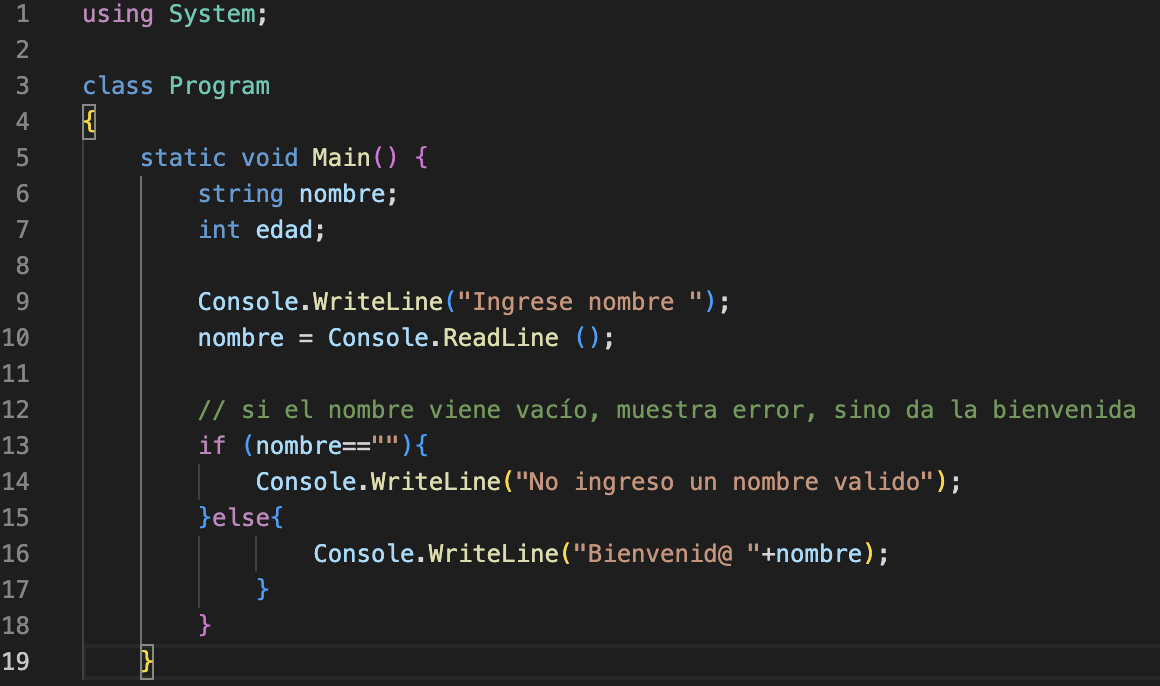 1 using System;
2
3 class Program
4 {
5     static void Main() {
6         string nombre;
7         int edad;
8
9         Console.WriteLine("Ingrese nombre ");
10         nombre = Console.ReadLine ();
11
12         // si el nombre viene vacío, muestra error, sino da la bienvenida
13         if (nombre==""){
14             Console.WriteLine("No ingreso un nombre valido");
15         }else{
16                 Console.WriteLine("Bienvenid@ "+nombre);
17             }
18         }
19     }